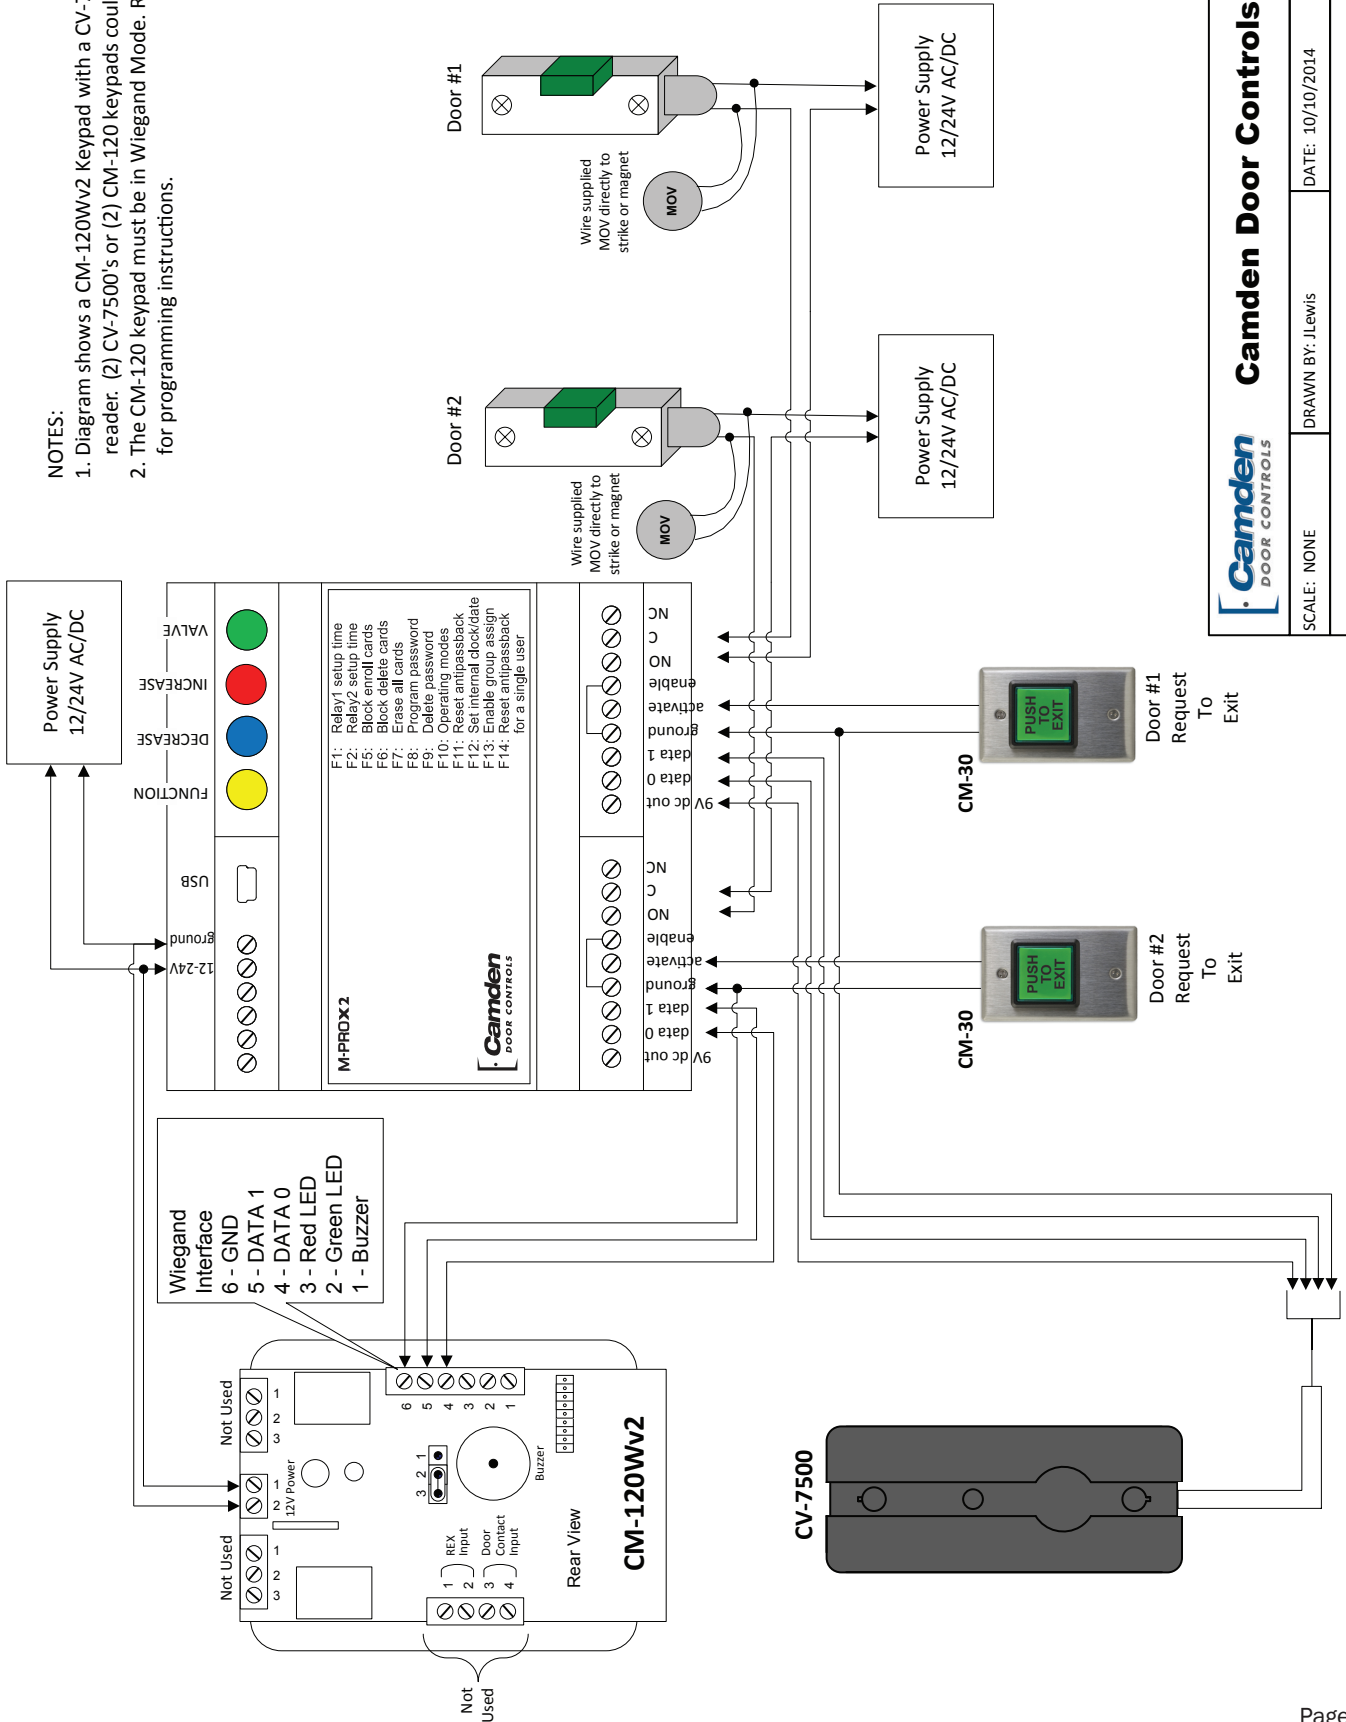 NOTES:
1. Diagram shows a CM-120Wv2 Keypad with a CV-
reader. (2) CV-7500's or (2) CM-120 keypads
2. The CM-120 keypad must be in Wiegand Mode.
for programming instructions.
Power Supply
12/24V AC/DC
12-24V
ground
USB
FUNCTION
DECREASE
INCREASE
VALVE
M-PROX2
F1: Relay1 setup time
F2: Relay2 setup time
F5: Block enroll cards
F6: Block delete cards
F7: Erase all cards
F8: Program password
F9: Delete password
F10: Operating modes
F11: Reset antipassback
F12: Set internal clock/date
F13: Enable group assign
F14: Reset antipassback
for a single user
Camden
DOOR CONTROLS
9V dc out
data 0
data 1
ground
activate
enable
NO
C
NC
9V dc out
data 0
data 1
ground
activate
enable
NO
C
NC
Door #2
Wire supplied
MOV directly to
strike or magnet
MOV
Power Supply
12/24V AC/DC
Door #1
Wire supplied
MOV directly to
strike or magnet
MOV
Power Supply
12/24V AC/DC
Wiegand
Interface
6 - GND
5 - DATA 1
4 - DATA 0
3 - Red LED
2 - Green LED
1 - Buzzer
Not Used
3 2 1
2 1
12V Power
Not Used
3 2 1
6
5
4
3
2
1
3 2 1
Buzzer
1
2
3
4
REX
Input
Door
Contact
Input
Not
Used
Rear View
CM-120Wv2
CV-7500
CM-30
PUSH
TO
EXIT
Door #2
Request
To
Exit
CM-30
PUSH
TO
EXIT
Door #1
Request
To
Exit
Camden
DOOR CONTROLS
Camden Door Controls
SCALE: NONE
DRAWN BY: JLewis
DATE: 10/10/2014
Page